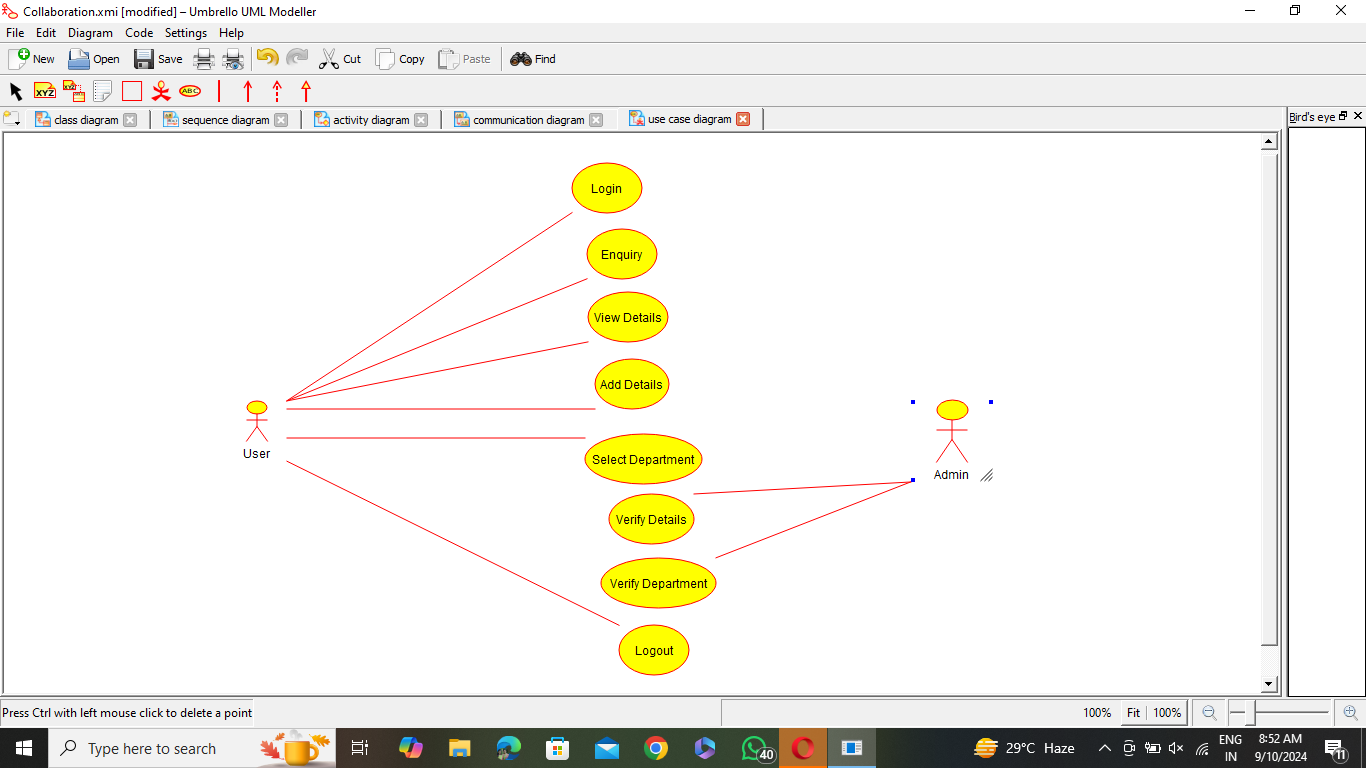 Collaboration.xmi [modified] – Umbrello UML Modeller
File Edit Diagram Code Settings Help
New Open Save Cut Copy Paste Find
XYZ XYZ ABC
class diagram sequence diagram activity diagram communication diagram use case diagram Bird's eye
Login
Enquiry
View Details
Add Details
User
Select Department
Admin
Verify Details
Verify Department
Logout
Press Ctrl with left mouse click to delete a point 100% Fit 100%
Type here to search 40 29°C Haze ENG 8:52 AM
IN 9/10/2024 11